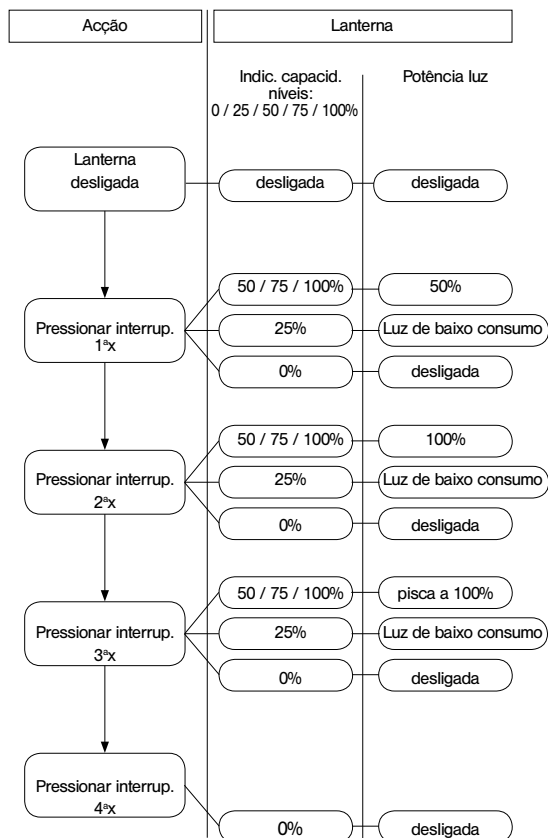 Acção
Lanterna
Indic. capacid.
níveis:
0 / 25 / 50 / 75 / 100%
Potência luz
Lanterna
desligada
desligada
desligada
Pressionar interrup.
1ªx
50 / 75 / 100%
50%
25%
Luz de baixo consumo
0%
desligada
Pressionar interrup.
2ªx
50 / 75 / 100%
100%
25%
Luz de baixo consumo
0%
desligada
Pressionar interrup.
3ªx
50 / 75 / 100%
pisca a 100%
25%
Luz de baixo consumo
0%
desligada
Pressionar interrup.
4ªx
0%
desligada